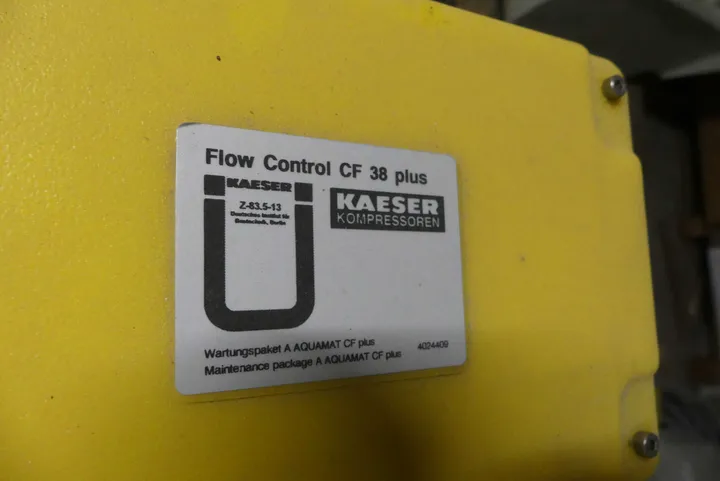 Flow Control CF 38 plus
KAESER
Z-83.5-13
Deutsches Institut für
Bautechnik, Berlin
KAESER
KOMPRESSOREN
Wartungspaket A AQUAMAT CF plus 4024409
Maintenance package A AQUAMAT CF plus